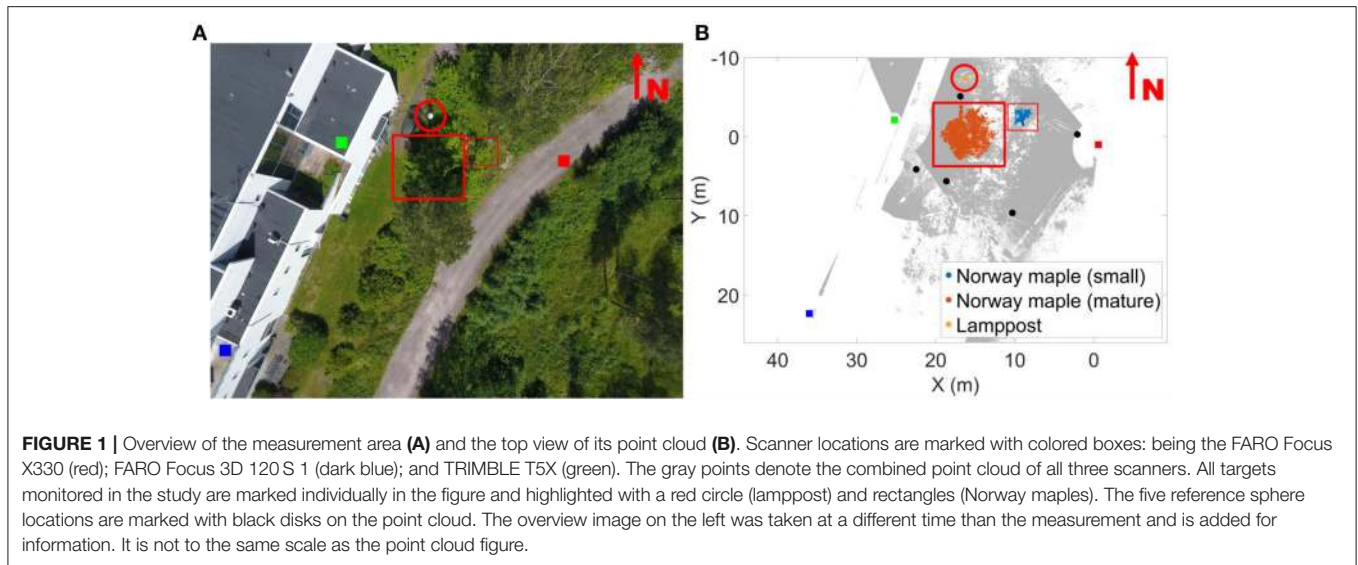 A
N
B
N
-10
0
10
20
Y (m)
Norway maple (small)
Norway maple (mature)
Lamppost
40
30
20
10
0
X (m)
FIGURE 1 | Overview of the measurement area (A) and the top view of its point cloud (B). Scanner locations are marked with colored boxes: being the FARO Focus
X330 (red); FARO Focus 3D 120 S 1 (dark blue); and TRIMBLE T5X (green). The gray points denote the combined point cloud of all three scanners. All targets
monitored in the study are marked individually in the figure and highlighted with a red circle (lamppost) and rectangles (Norway maples). The five reference sphere
locations are marked with black disks on the point cloud. The overview image on the left was taken at a different time than the measurement and is added for
information. It is not to the same scale as the point cloud figure.